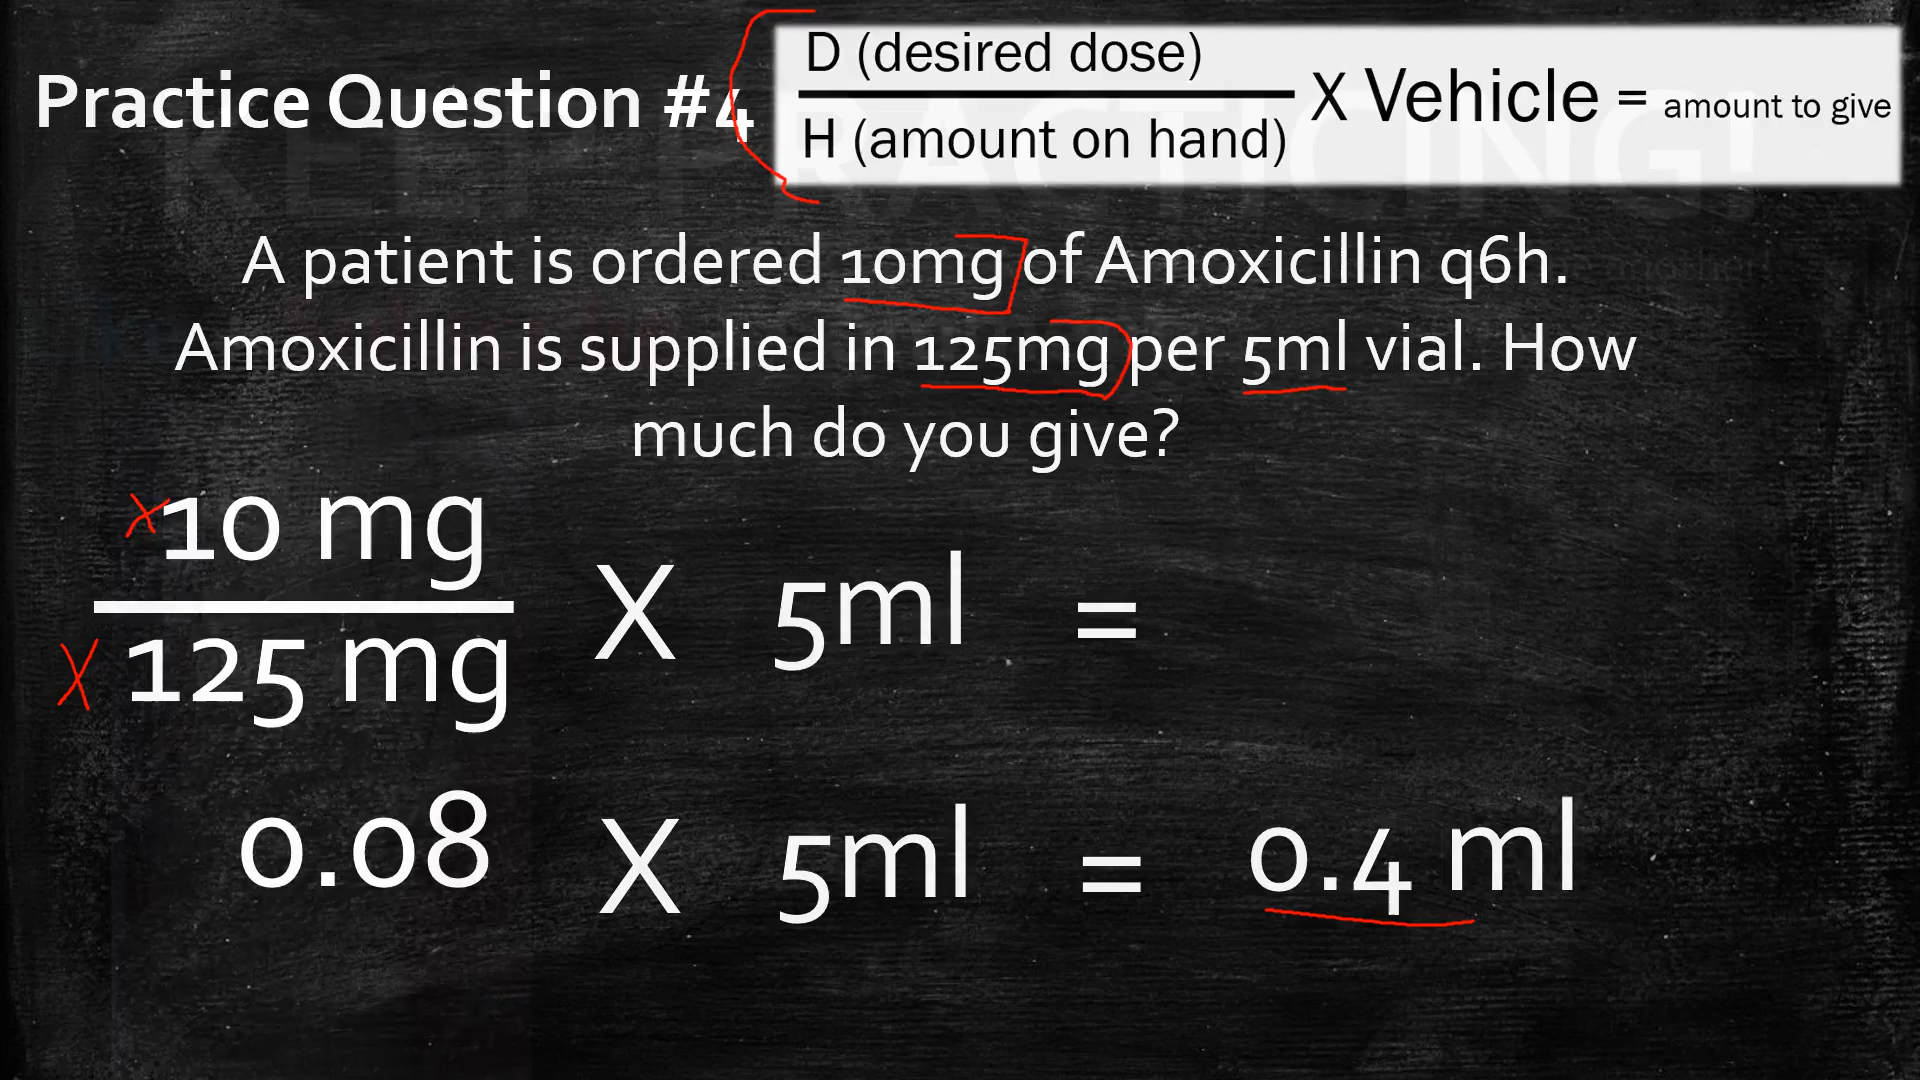 Practice Question #4
D (desired dose)
H (amount on hand)
X Vehicle = amount to give
KEEP PRACTICING!
A patient is ordered 10mg of Amoxicillin q6h.
Amoxicillin is supplied in 125mg per 5ml vial. How
much do you give?
x 10 mg
X 125 mg
X 5ml =
0.08 X 5ml = 0.4 ml